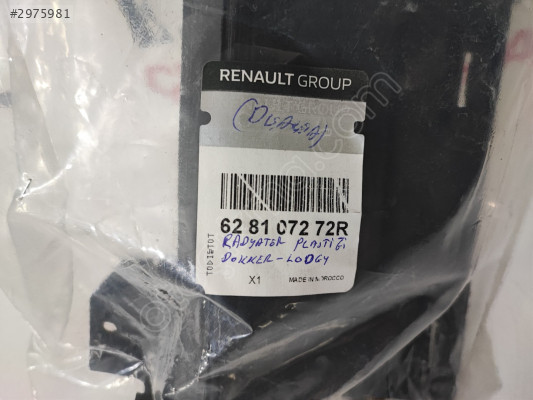 #2975981
RENAULT GROUP
62 81 072 72R
RADYATÖR PLASTİĞİ
DOKKER-LODGY
X1
MADE IN MOROCCO